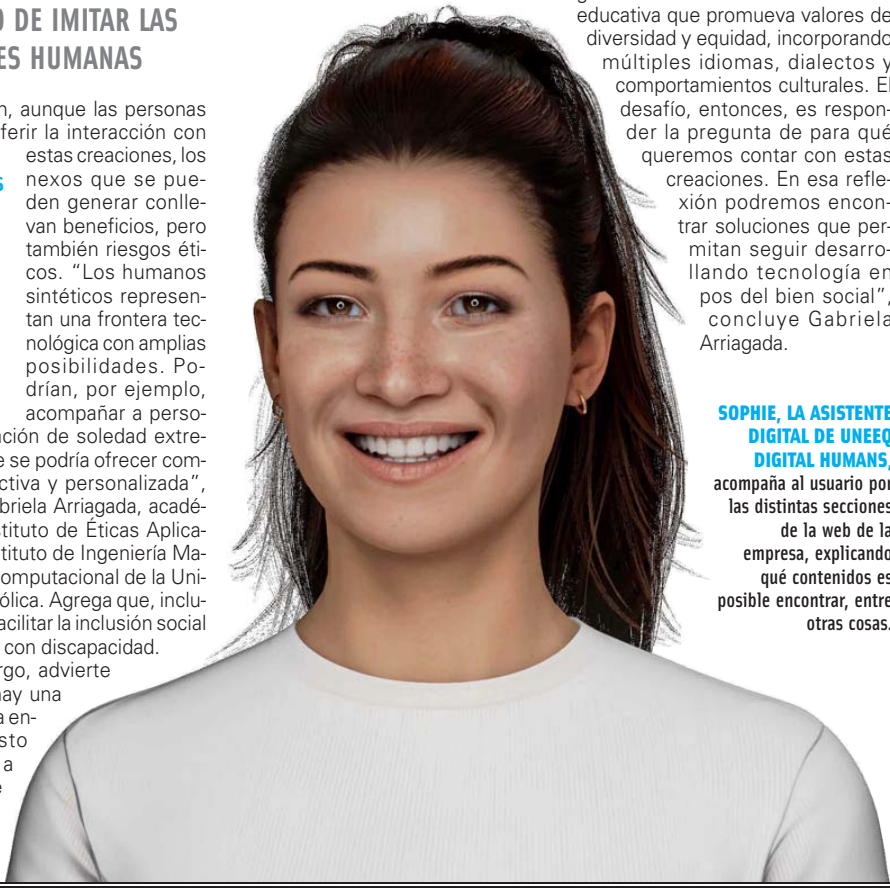 O DE IMITAR LAS
ES HUMANAS
n, aunque las personas
ferir la interacción con
estas creaciones, los
s nexos que se pue-
den generar conlle-
van beneficios, pero
también riesgos éti-
cos. “Los humanos
sintéticos represen-
tan una frontera tec-
nológica con amplias
posibilidades. Po-
drían, por ejemplo,
acompañar a perso-
ación de soledad extre-
e se podría ofrecer com-
ctiva y personalizada”,
briela Arriagada, acadé-
stituto de Éticas Aplica-
stituto de Ingeniería Ma-
omputacional de la Uni-
ólica. Agrega que, inclu-
acilitar la inclusión social
con discapacidad.
rgo, advierte
hay una
a en-
sto
a
e
educativa que promueva valores de
diversidad y equidad, incorporando
múltiples idiomas, dialectos y
comportamientos culturales. El
desafío, entonces, es respon-
der la pregunta de para qué
queremos contar con estas
creaciones. En esa refle-
xión podremos encon-
trar soluciones que per-
mitan seguir desarro-
llando tecnología en
pos del bien social”,
concluye Gabriela
Arriagada.
SOPHIE, LA ASISTENTE
DIGITAL DE UNEEQ
DIGITAL HUMANS,
acompaña al usuario por
las distintas secciones
de la web de la
empresa, explicando
qué contenidos es
posible encontrar, entre
otras cosas.